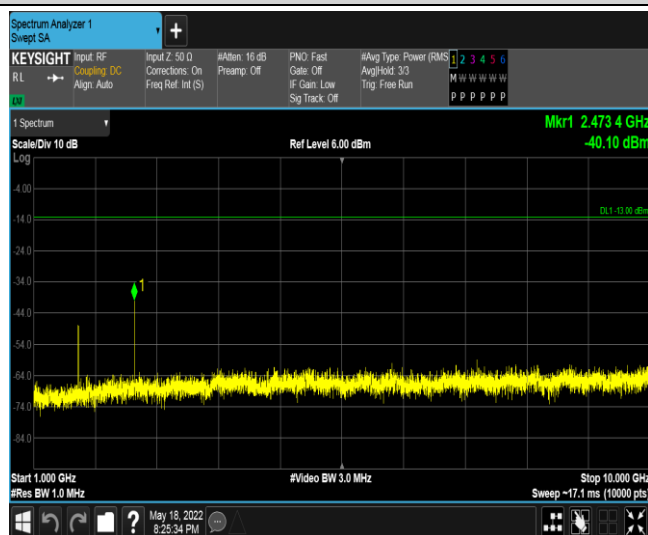 Spectrum Analyzer 1
Swept SA
+
KEYSIGHT Input: RF Input Z: 50 Ω #Atten: 16 dB PNO: Fast #Avg Type: Power (RMS 1 2 3 4 5 6
RL Coupling: DC Corrections: On Preamp: Off Gate: Off Avg|Hold: 3/3 M W W W W W
Align: Auto Freq Ref: Int (S) IF Gain: Low Trig: Free Run P P P P P P
Sig Track: Off
1 Spectrum Mkr1 2.473 4 GHz
Scale/Div 10 dB Ref Level 6.00 dBm -40.10 dBm
Log
-4.00
DL1 -13.00 dBm
-14.0
-24.0
-34.0
1
-44.0
-54.0
-64.0
-74.0
-84.0
Start 1.000 GHz #Video BW 3.0 MHz Stop 10.000 GHz
#Res BW 1.0 MHz Sweep ~17.1 ms (10000 pts)
? May 18, 2022
8:25:34 PM